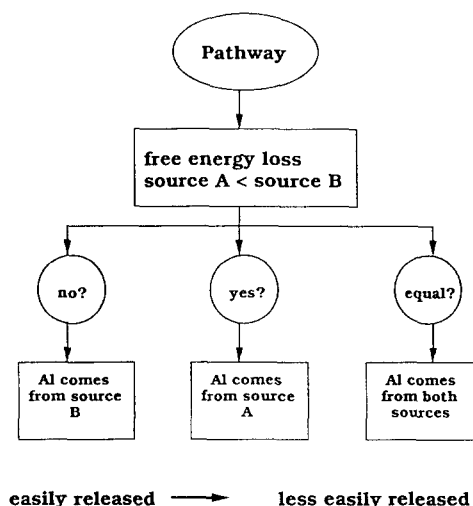 Pathway
free energy loss
source A < source B
no?
yes?
equal?
Al comes
from source
B
Al comes
from source
A
Al comes
from both
sources
easily released
less easily released